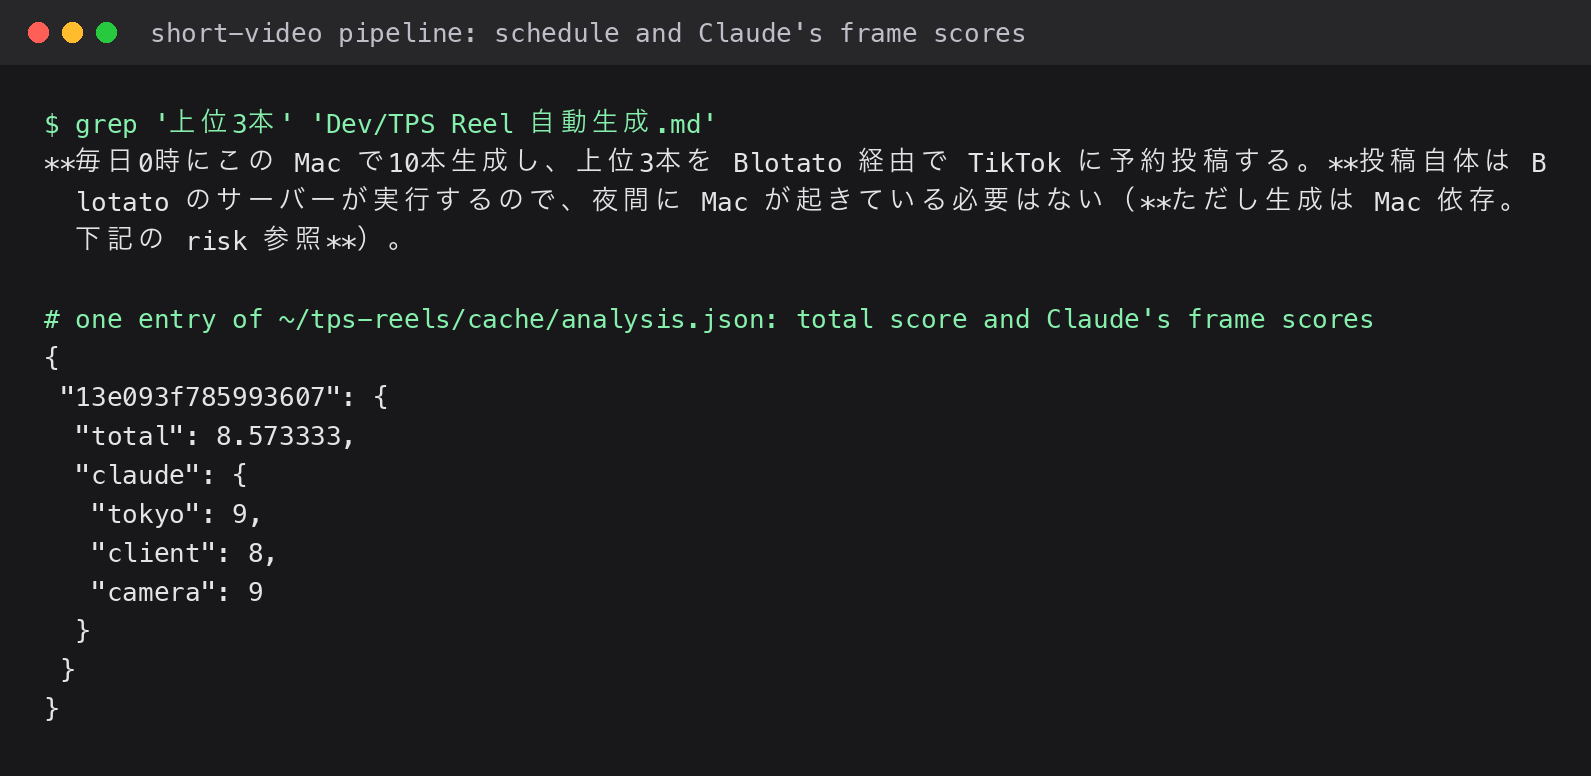 short-video pipeline: schedule and Claude's frame scores
$ grep '上位3本' 'Dev/TPS Reel 自動生成.md'
**毎日0時にこの Mac で10本生成し、上位3本を Blotato 経由で TikTok に予約投稿する。**投稿自体は B
lotato のサーバーが実行するので、夜間に Mac が起きている必要はない（**ただし生成は Mac 依存。
下記の risk 参照**）。
# one entry of ~/tps-reels/cache/analysis.json: total score and Claude's frame scores
{
"13e093f785993607": {
"total": 8.573333,
"claude": {
"tokyo": 9,
"client": 8,
"camera": 9
}
}
}